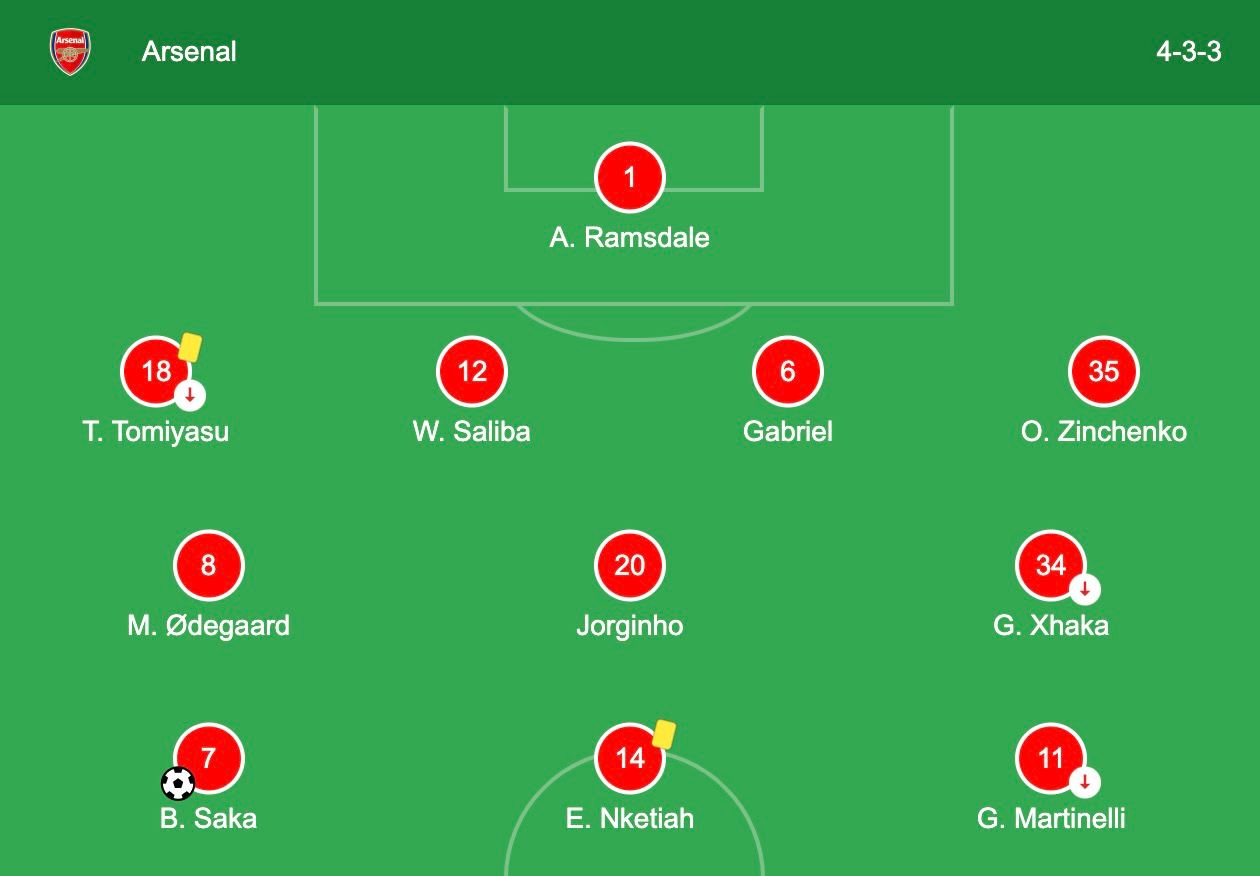 Arsenal
Arsenal
4-3-3
1
A. Ramsdale
18
12
6
35
T. Tomiyasu
W. Saliba
Gabriel
O. Zinchenko
8
20
34
M. Ødegaard
Jorginho
G. Xhaka
7
14
11
B. Saka
E. Nketiah
G. Martinelli